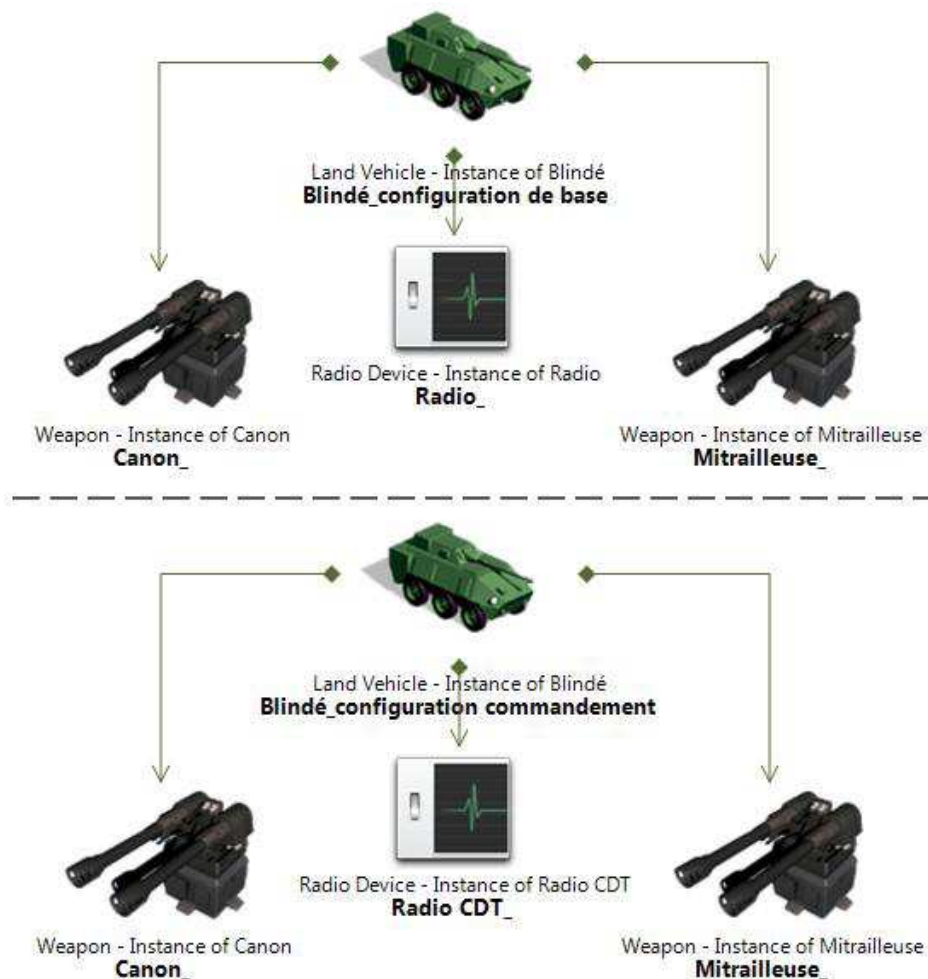 Land Vehicle - Instance of Blindé
Blindé_configuration de base
Radio Device - Instance of Radio
Radio_
Weapon - Instance of Canon
Canon_
Weapon - Instance of Mitrailleuse
Mitrailleuse_
Land Vehicle - Instance of Blindé
Blindé_configuration commandement
Radio Device - Instance of Radio CDT
Radio CDT_
Weapon - Instance of Canon
Canon_
Weapon - Instance of Mitrailleuse
Mitrailleuse_